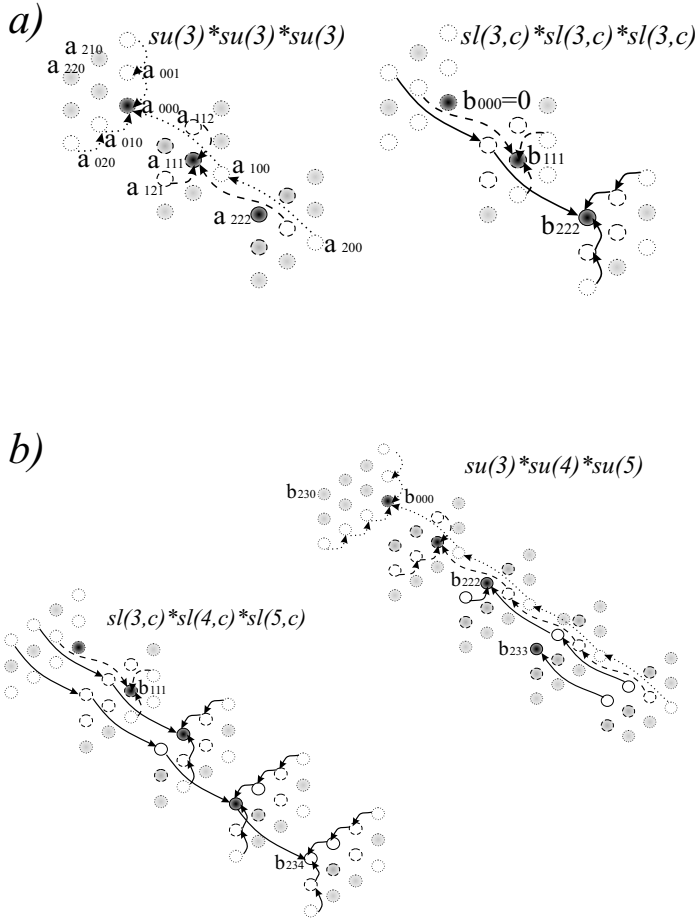 a)
su(3)*su(3)*su(3)
sl(3,c)*sl(3,c)*sl(3,c)
a 210
a 220
a 001
a 000
a 112
a 010
a 020
a 111
a 100
a 121
a 222
a 200
b000=0
b111
b222
b)
su(3)*su(4)*su(5)
b230
b000
b222
b233
sl(3,c)*sl(4,c)*sl(5,c)
b111
b234